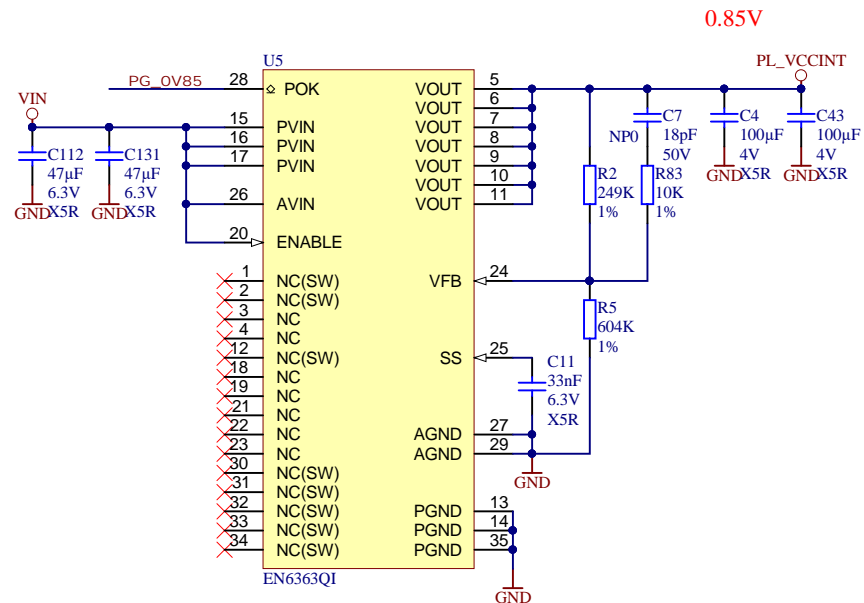 0.85V
U5
PL_VCCINT
PG_0V85
28
POK
VOUT
5
VOUT
6
VIN
15
PVIN
VOUT
7
16
PVIN
VOUT
8
17
PVIN
VOUT
9
VOUT
10
26
AVIN
VOUT
11
20
ENABLE
C112
47µF
6.3V
X5R
GND
C131
47µF
6.3V
X5R
GND
C7
18pF
50V
NP0
C4
100µF
4V
X5R
GND
C43
100µF
4V
X5R
GND
R2
249K
1%
R83
10K
1%
1
NC(SW)
VFB
24
2
NC(SW)
3
NC
4
NC
R5
604K
1%
12
NC(SW)
SS
25
18
NC
19
NC
C11
33nF
6.3V
X5R
21
NC
22
NC
AGND
27
23
NC
AGND
29
30
NC(SW)
GND
31
NC(SW)
32
NC(SW)
PGND
13
33
NC(SW)
PGND
14
34
NC(SW)
PGND
35
EN6363QI
GND